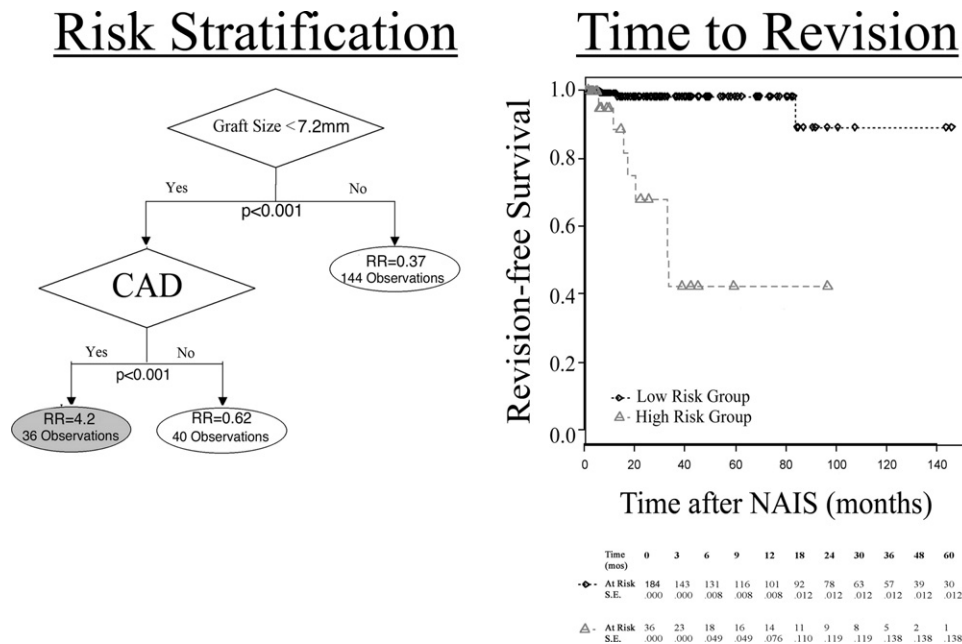 Risk Stratification
Graft Size <7.2mm
Yes
No
p<0.001
CAD
RR=0.37
144 Observations
Yes
No
p<0.001
RR=4.2
36 Observations
RR=0.62
40 Observations
Time to Revision
Revision-free Survival
1.0
0.8
0.6
0.4
0.2
0.0
Low Risk Group
High Risk Group
0 20 40 60 80 100 120 140
Time after NAIS (months)
Time (mos) 0 3 6 9 12 18 24 30 36 48 60
At Risk 184 143 131 116 101 92 78 63 57 39 30
S.E. .000 .000 .008 .008 .008 .012 .012 .012 .012 .012 .012
At Risk 36 23 18 16 14 11 9 8 5 2 1
S.E. .000 .000 .049 .049 .076 .110 .119 .119 .138 .138 .138